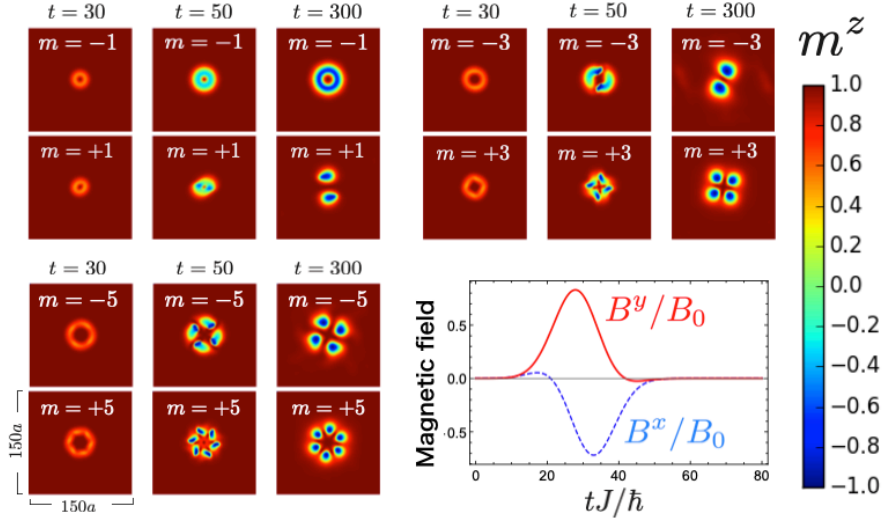 t = 30 t = 50 t = 300 t = 30 t = 50 t = 300
m = −1 m = −1 m = −1 m = −3 m = −3 m = −3
m = +1 m = +1 m = +1 m = +3 m = +3 m = +3
t = 30 t = 50 t = 300
m = −5 m = −5 m = −5
m = +5 m = +5 m = +5
150a
150a
Magnetic field
0.5
0.0
-0.5
B^y/B_0
B^x/B_0
0 20 40 60 80
tJ/ħ
m^z
1.0
0.8
0.6
0.4
0.2
0.0
−0.2
−0.4
−0.6
−0.8
−1.0